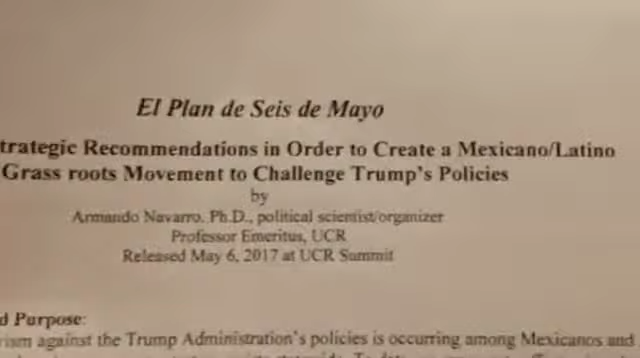 El Plan de Seis de Mayo
trategic Recommendations in Order to Create a Mexicano/Latino
Grass roots Movement to Challenge Trump's Policies
by
Armando Navarro, Ph.D., political scientist/organizer
Professor Emeritus, UCR
Released May 6, 2017 at UCR Summit
d Purpose:
rism against the Trump Administration's policies is occurring among Mexicanos and